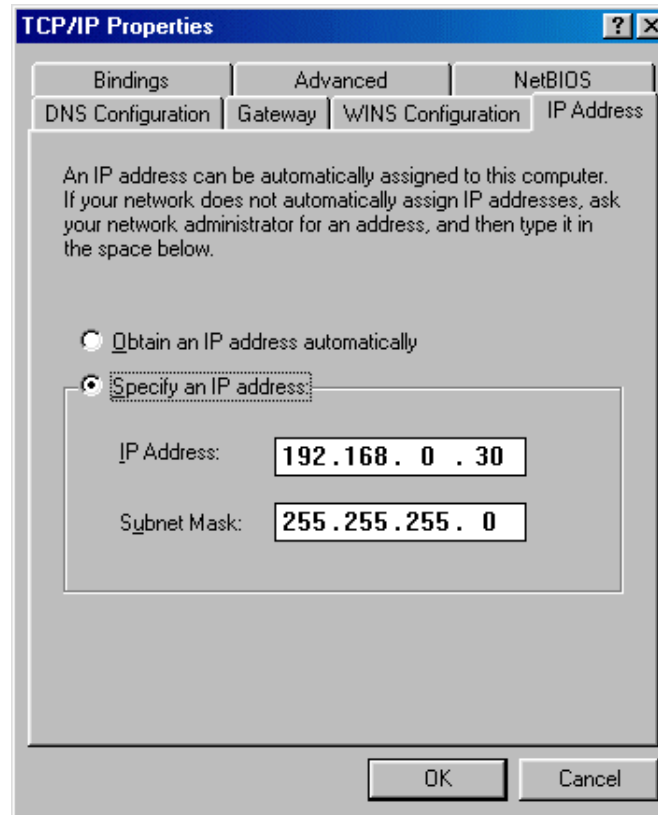 TCP/IP Properties
Bindings Advanced NetBIOS
DNS Configuration Gateway WINS Configuration IP Address
An IP address can be automatically assigned to this computer.
If your network does not automatically assign IP addresses, ask
your network administrator for an address, and then type it in
the space below.
Obtain an IP address automatically
Specify an IP address:
IP Address: 192.168. 0 .30
Subnet Mask: 255.255.255. 0
OK Cancel